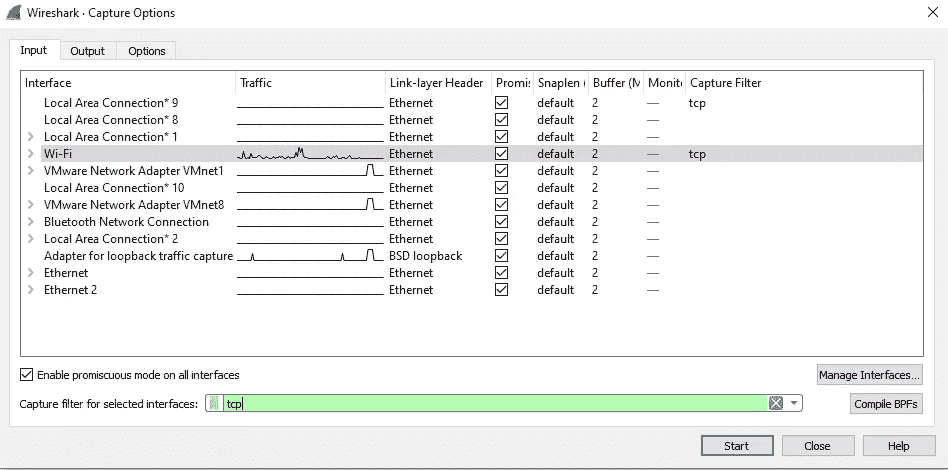 Wireshark · Capture Options
Input Output Options
Interface Traffic Link-layer Header Promis Snaplen ( Buffer (M Monito Capture Filter
Local Area Connection* 9 Ethernet default 2 — tcp
Local Area Connection* 8 Ethernet default 2 —
Local Area Connection* 1 Ethernet default 2 —
Wi-Fi Ethernet default 2 — tcp
VMware Network Adapter VMnet1 Ethernet default 2 —
Local Area Connection* 10 Ethernet default 2 —
VMware Network Adapter VMnet8 Ethernet default 2 —
Bluetooth Network Connection Ethernet default 2 —
Local Area Connection* 2 Ethernet default 2 —
Adapter for loopback traffic capture BSD loopback default 2 —
Ethernet Ethernet default 2 —
Ethernet 2 Ethernet default 2 —
Enable promiscuous mode on all interfaces Manage Interfaces...
Capture filter for selected interfaces: tcp Compile BPFs
Start Close Help